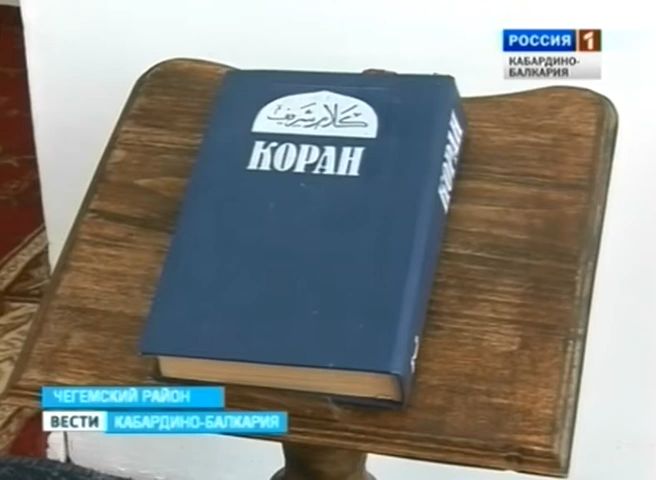 РОССИЯ 1
КАБАРДИНО-
БАЛКАРИЯ
كلام شريف
КОРАН
КОРАН
ЧЕГЕМСКИЙ РАЙОН
ВЕСТИ КАБАРДИНО-БАЛКАРИЯ